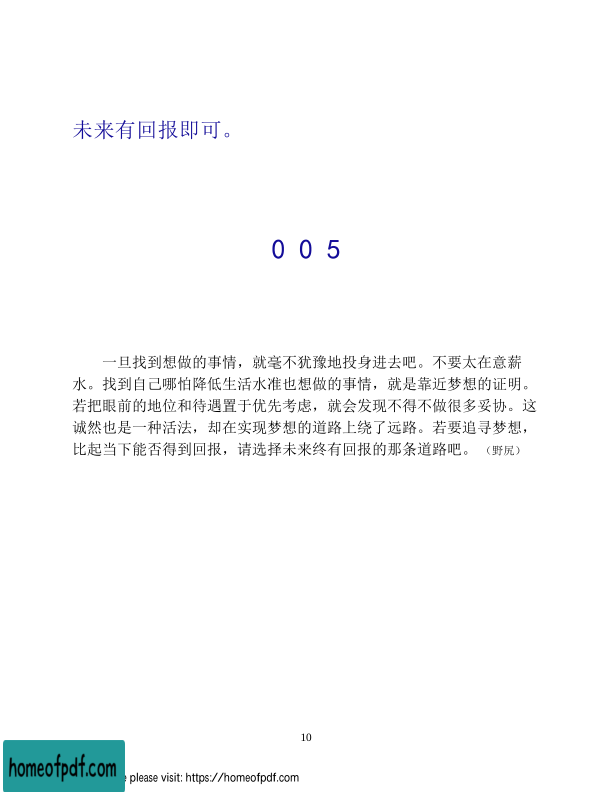 未来有回报即可。
005
一旦找到想做的事情，就毫不犹豫地投身进去吧。不要太在意薪
水。找到自己哪怕降低生活水准也想做的事情，就是靠近梦想的证明。
若把眼前的地位和待遇置于优先考虑，就会发现不得不做很多妥协。这
诚然也是一种活法，却在实现梦想的道路上绕了远路。若要追寻梦想，
比起当下能否得到回报，请选择未来终有回报的那条道路吧。（野尻）
10
homeofpdf.com
e please visit: https://homeofpdf.com